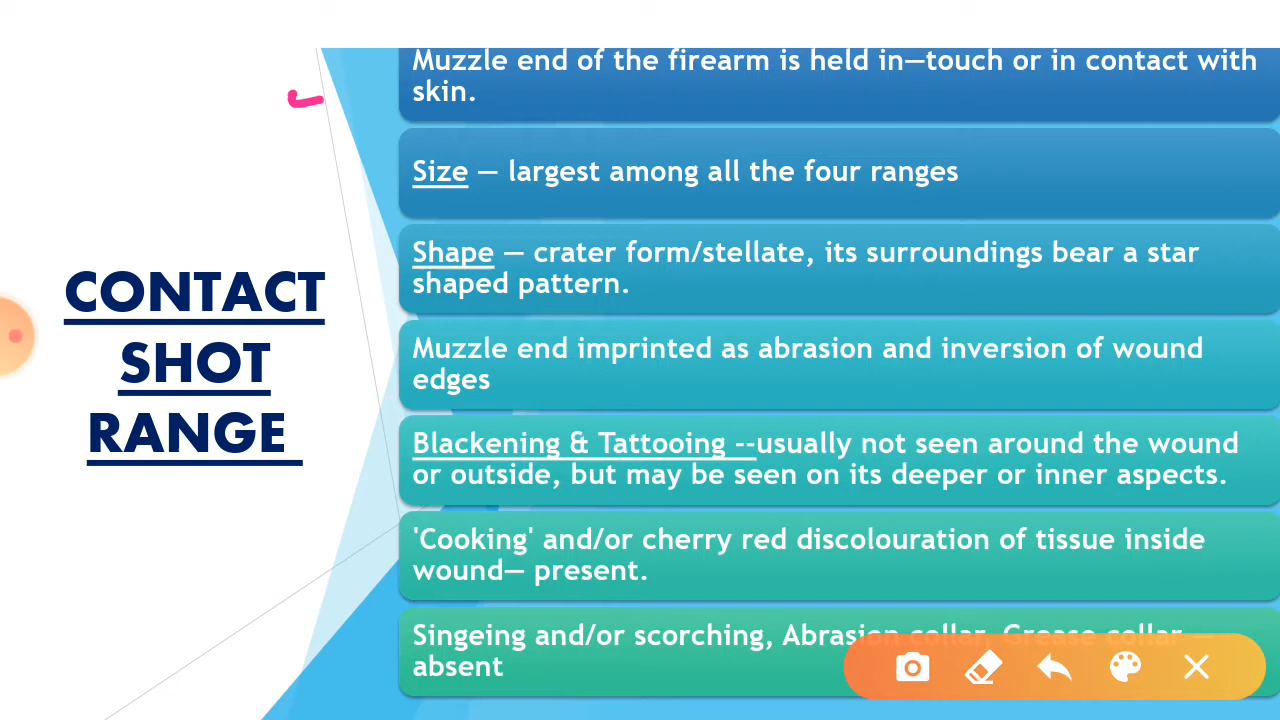 CONTACT
SHOT
RANGE
Muzzle end of the firearm is held in—touch or in contact with
skin.
Size — largest among all the four ranges
Shape — crater form/stellate, its surroundings bear a star
shaped pattern.
Muzzle end imprinted as abrasion and inversion of wound
edges
Blackening & Tattooing --usually not seen around the wound
or outside, but may be seen on its deeper or inner aspects.
'Cooking' and/or cherry red discolouration of tissue inside
wound— present.
Singeing and/or scorching, Abrasion collar, Grease collar —
absent